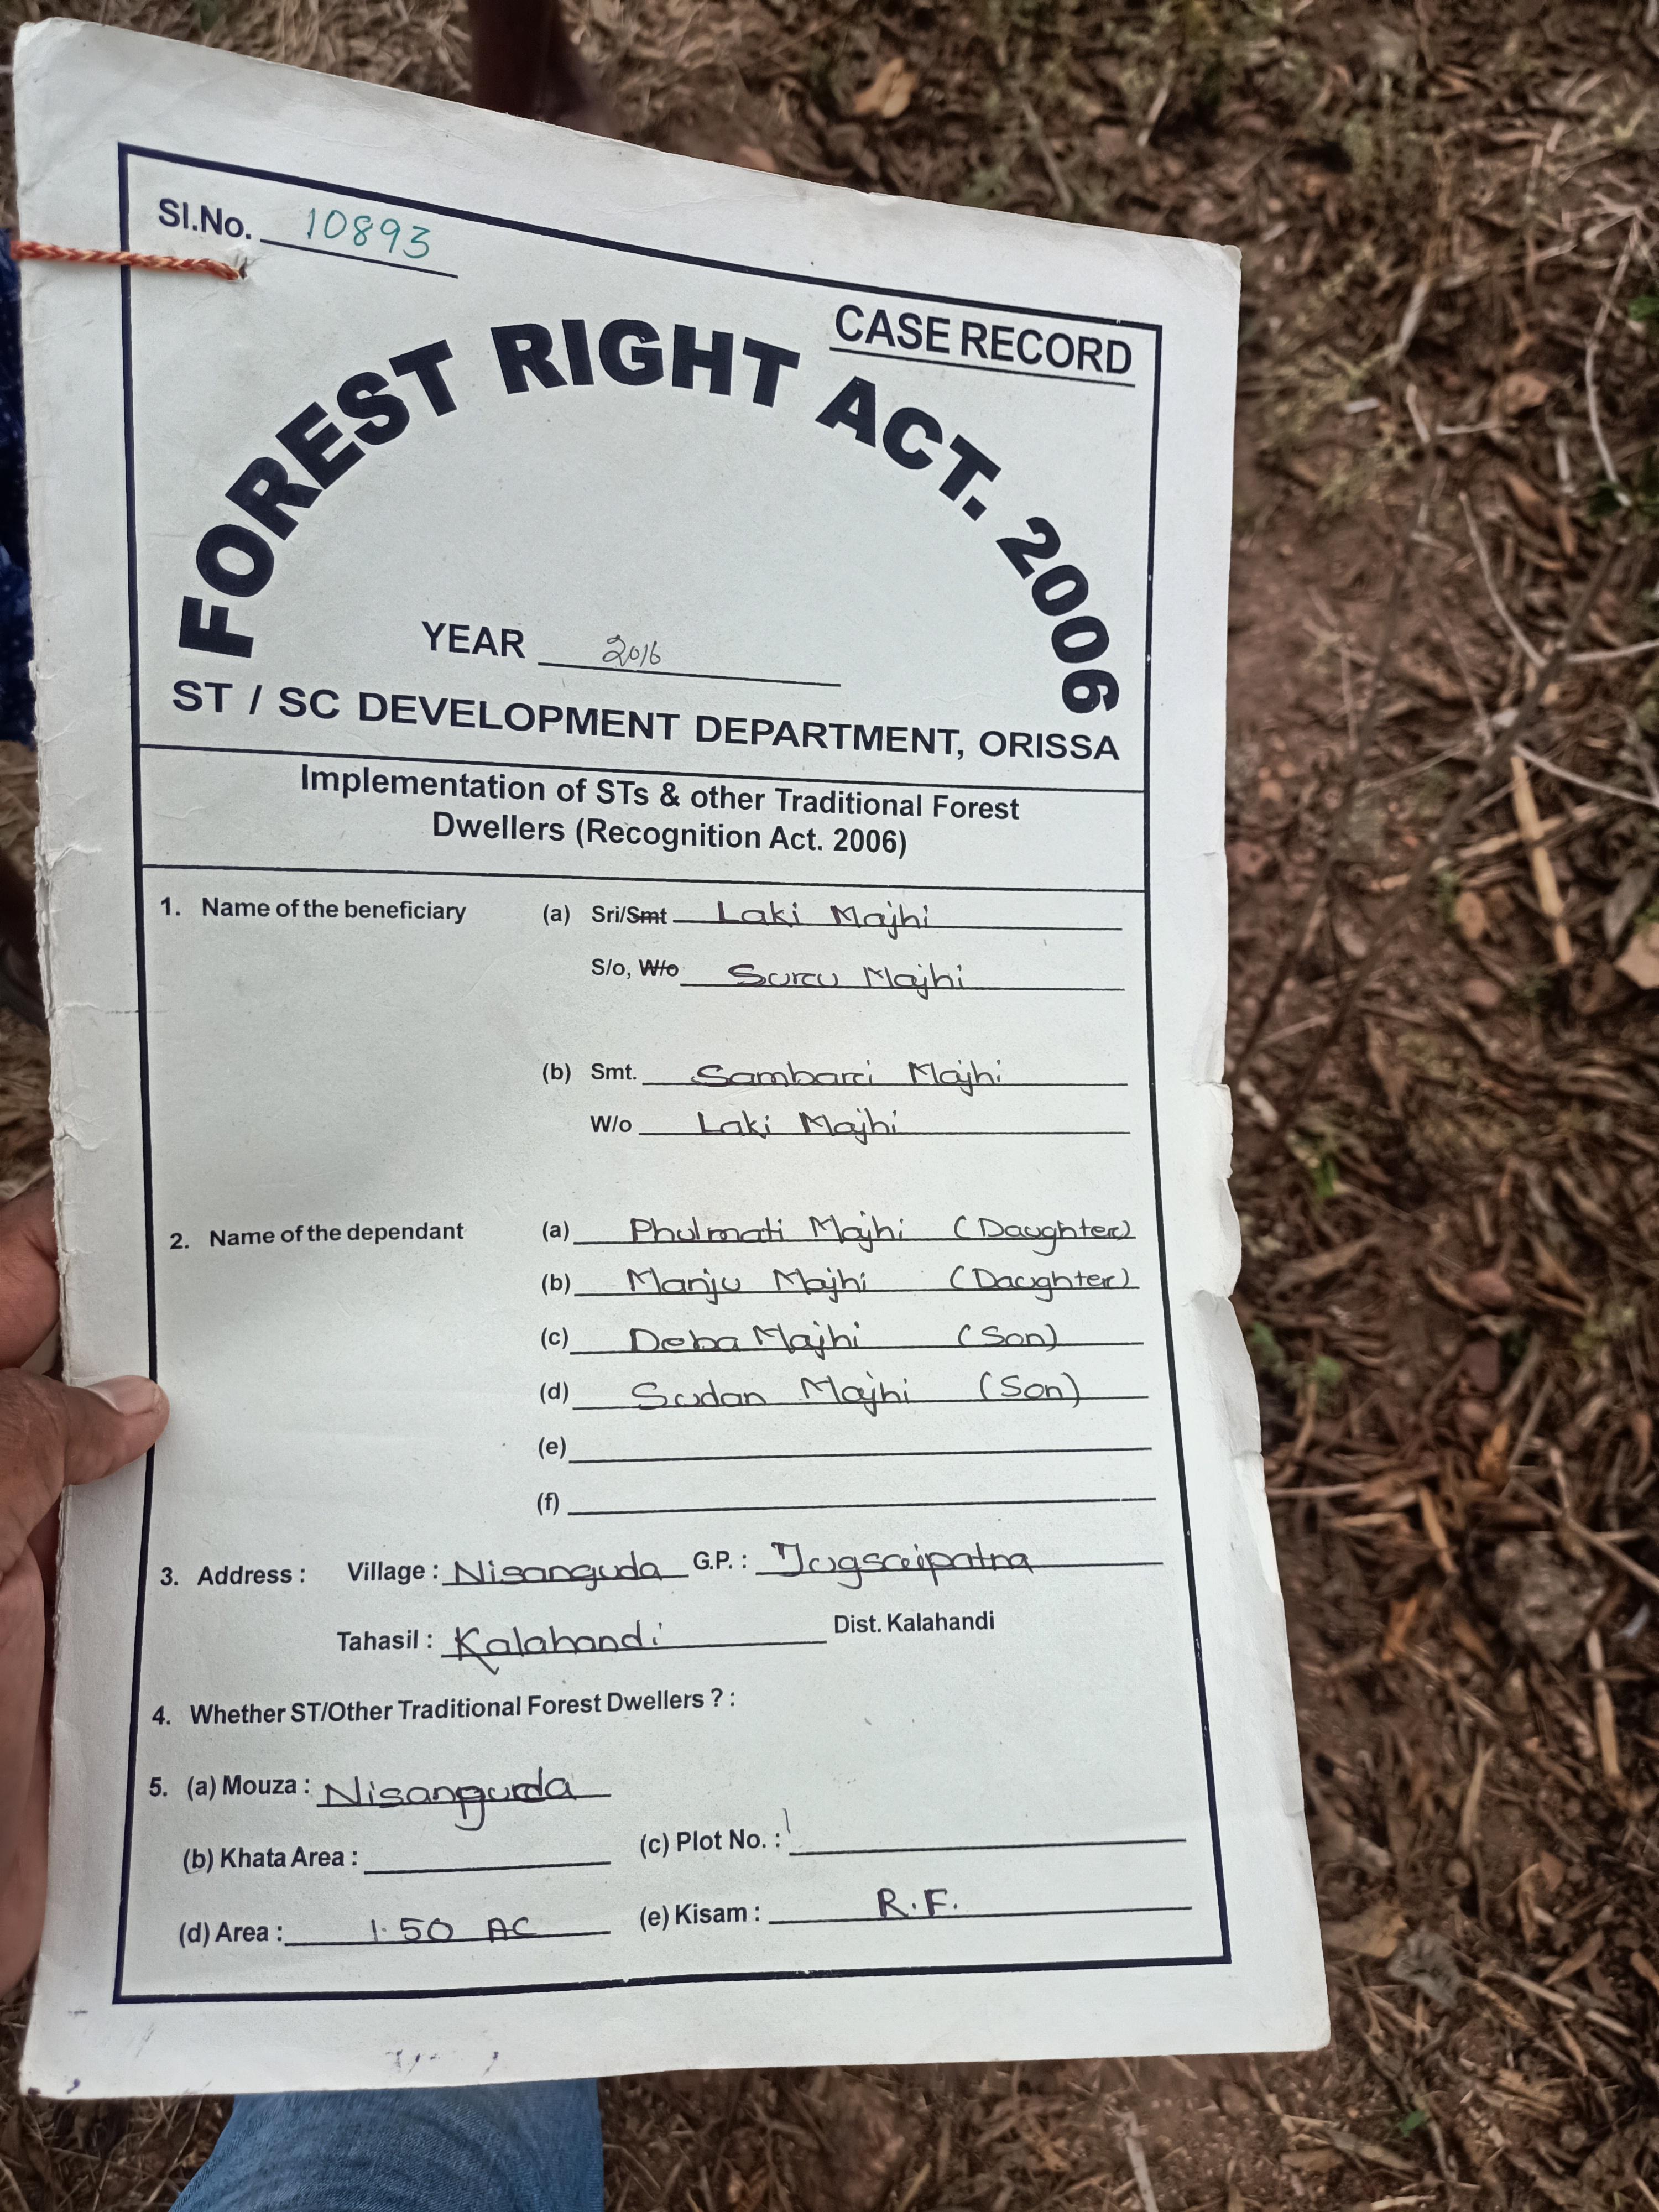 Sl.No. 10893
CASE RECORD
FOREST RIGHT ACT. 2006
YEAR 2016
ST / SC DEVELOPMENT DEPARTMENT, ORISSA
Implementation of STs & other Traditional Forest
Dwellers (Recognition Act. 2006)
1. Name of the beneficiary (a) Sri/Smt Laki Majhi
S/o, W/o Surcu Majhi
(b) Smt. Sambarci Majhi
W/o Laki Majhi
2. Name of the dependant (a) Phulmati Majhi (Daughter)
(b) Manju Majhi (Daughter)
(c) Deba Majhi (Son)
(d) Sudan Majhi (Son)
(e)
(f)
3. Address : Village : Nisanguda G.P. : Jugsaipatna
Tahasil : Kalahandi Dist. Kalahandi
4. Whether ST/Other Traditional Forest Dwellers ? :
5. (a) Mouza : Nisanguda
(b) Khata Area : (c) Plot No. :
(d) Area : 1.50 AC (e) Kisam : R.F.